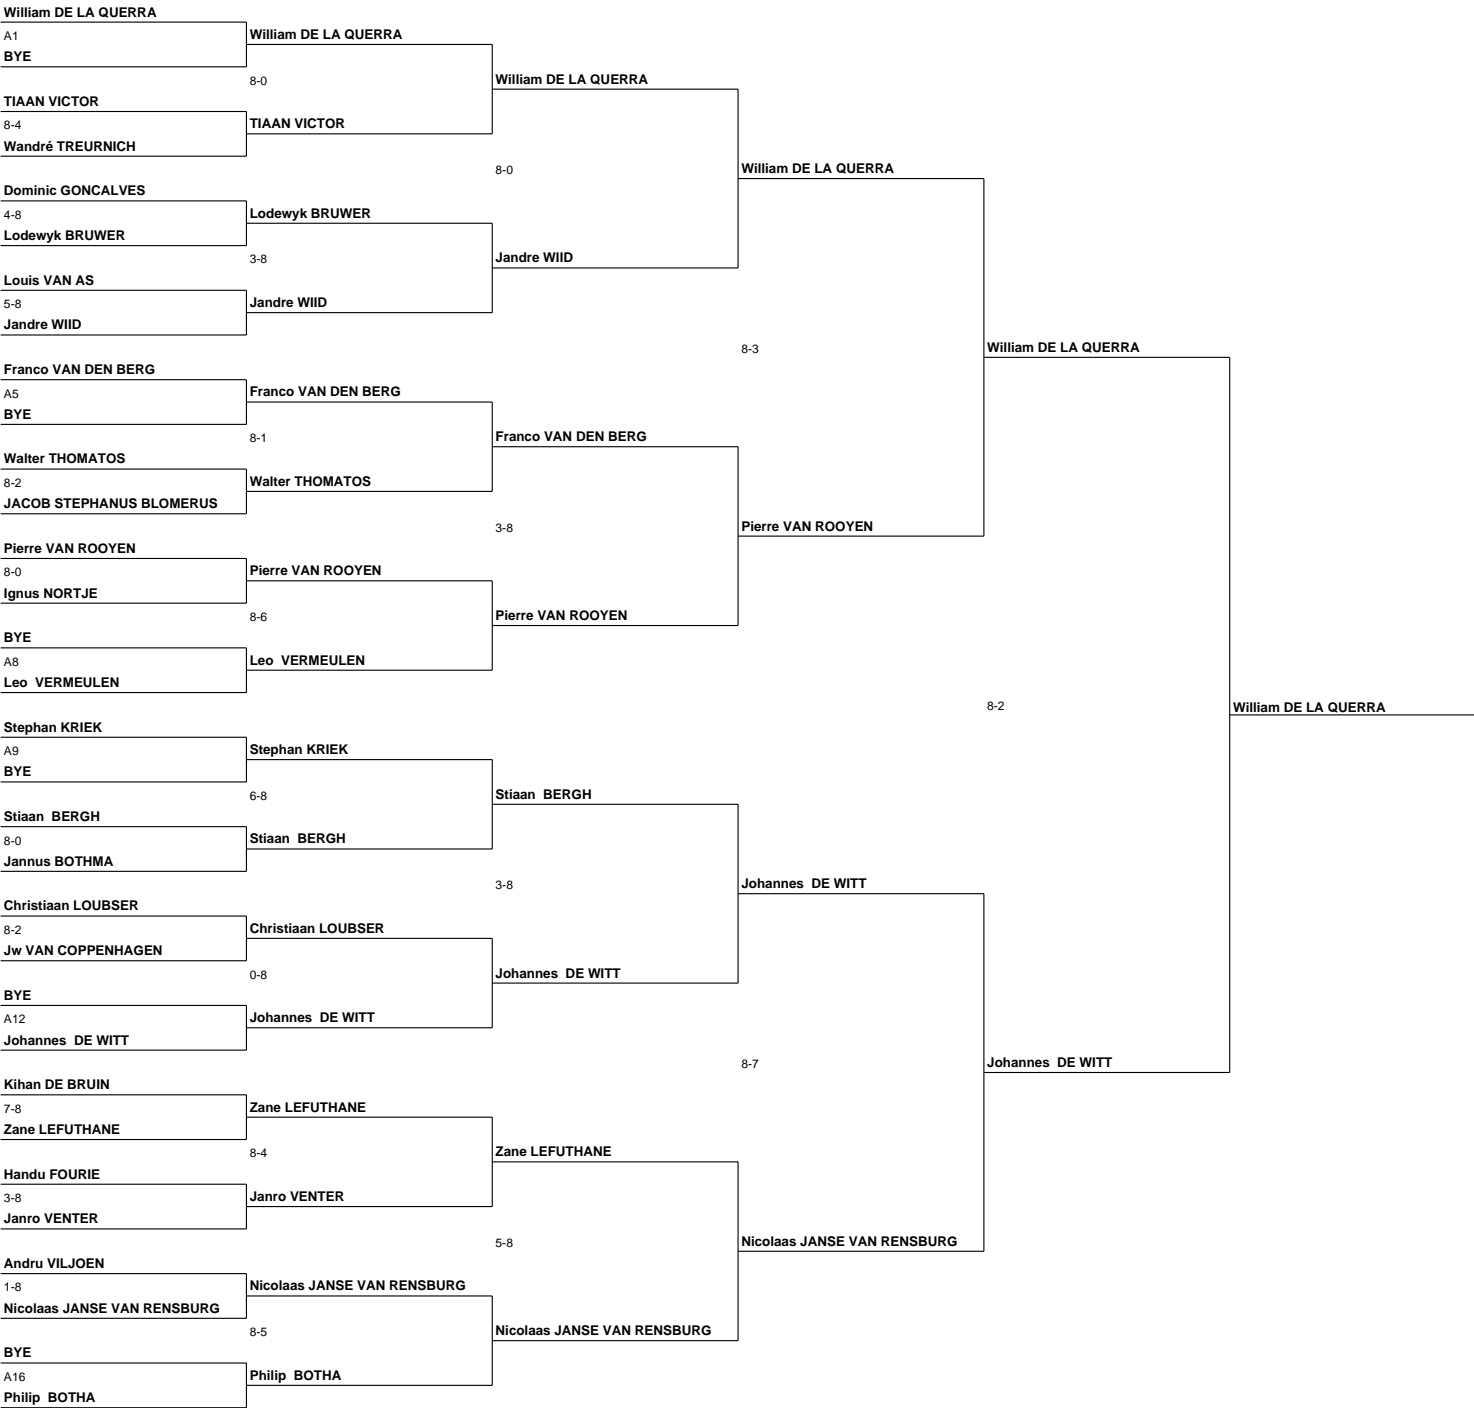 William DE LA QUERRA
A1
BYE
TIAAN VICTOR
8-4
Wandré TREURNICH
Dominic GONCALVES
4-8
Lodewyk BRUWER
Louis VAN AS
5-8
Jandre WIID
Franco VAN DEN BERG
A5
BYE
Walter THOMATOS
8-2
JACOB STEPHANUS BLOMERUS
Pierre VAN ROOYEN
8-0
Ignus NORTJE
BYE
A8
Leo  VERMEULEN
Stephan KRIEK
A9
BYE
Stiaan  BERGH
8-0
Jannus BOTHMA
Christiaan LOUBSER
8-2
Jw VAN COPPENHAGEN
BYE
A12
Johannes  DE WITT
Kihan DE BRUIN
7-8
Zane LEFUTHANE
Handu FOURIE
3-8
Janro VENTER
Andru VILJOEN
1-8
Nicolaas JANSE VAN RENSBURG
BYE
A16
Philip  BOTHA
William DE LA QUERRA
8-0
TIAAN VICTOR
Lodewyk BRUWER
3-8
Jandre WIID
Franco VAN DEN BERG
8-1
Walter THOMATOS
Pierre VAN ROOYEN
8-6
Leo  VERMEULEN
Stephan KRIEK
6-8
Stiaan  BERGH
Christiaan LOUBSER
0-8
Johannes  DE WITT
Zane LEFUTHANE
8-4
Janro VENTER
Nicolaas JANSE VAN RENSBURG
8-5
Philip  BOTHA
William DE LA QUERRA
8-0
Jandre WIID
Franco VAN DEN BERG
3-8
Pierre VAN ROOYEN
Stiaan  BERGH
3-8
Johannes  DE WITT
Zane LEFUTHANE
5-8
Nicolaas JANSE VAN RENSBURG
William DE LA QUERRA
8-3
Pierre VAN ROOYEN
Johannes  DE WITT
8-7
Nicolaas JANSE VAN RENSBURG
William DE LA QUERRA
8-2
Johannes  DE WITT
William DE LA QUERRA